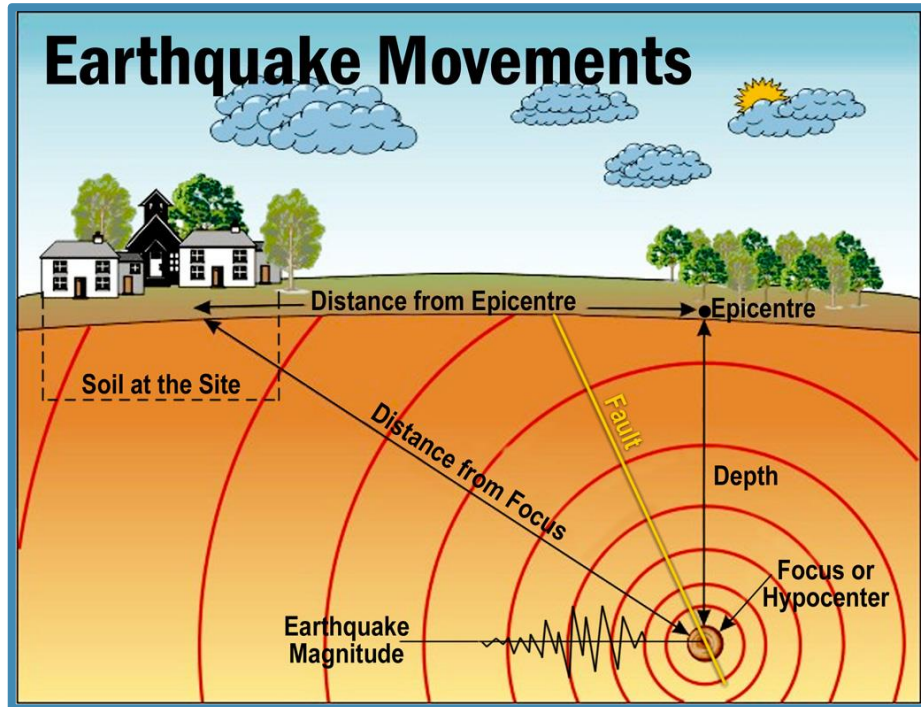 Earthquake Movements
Distance from Epicentre
Epicentre
Soil at the Site
Fault
Distance from Focus
Depth
Focus or
Hypocenter
Earthquake
Magnitude